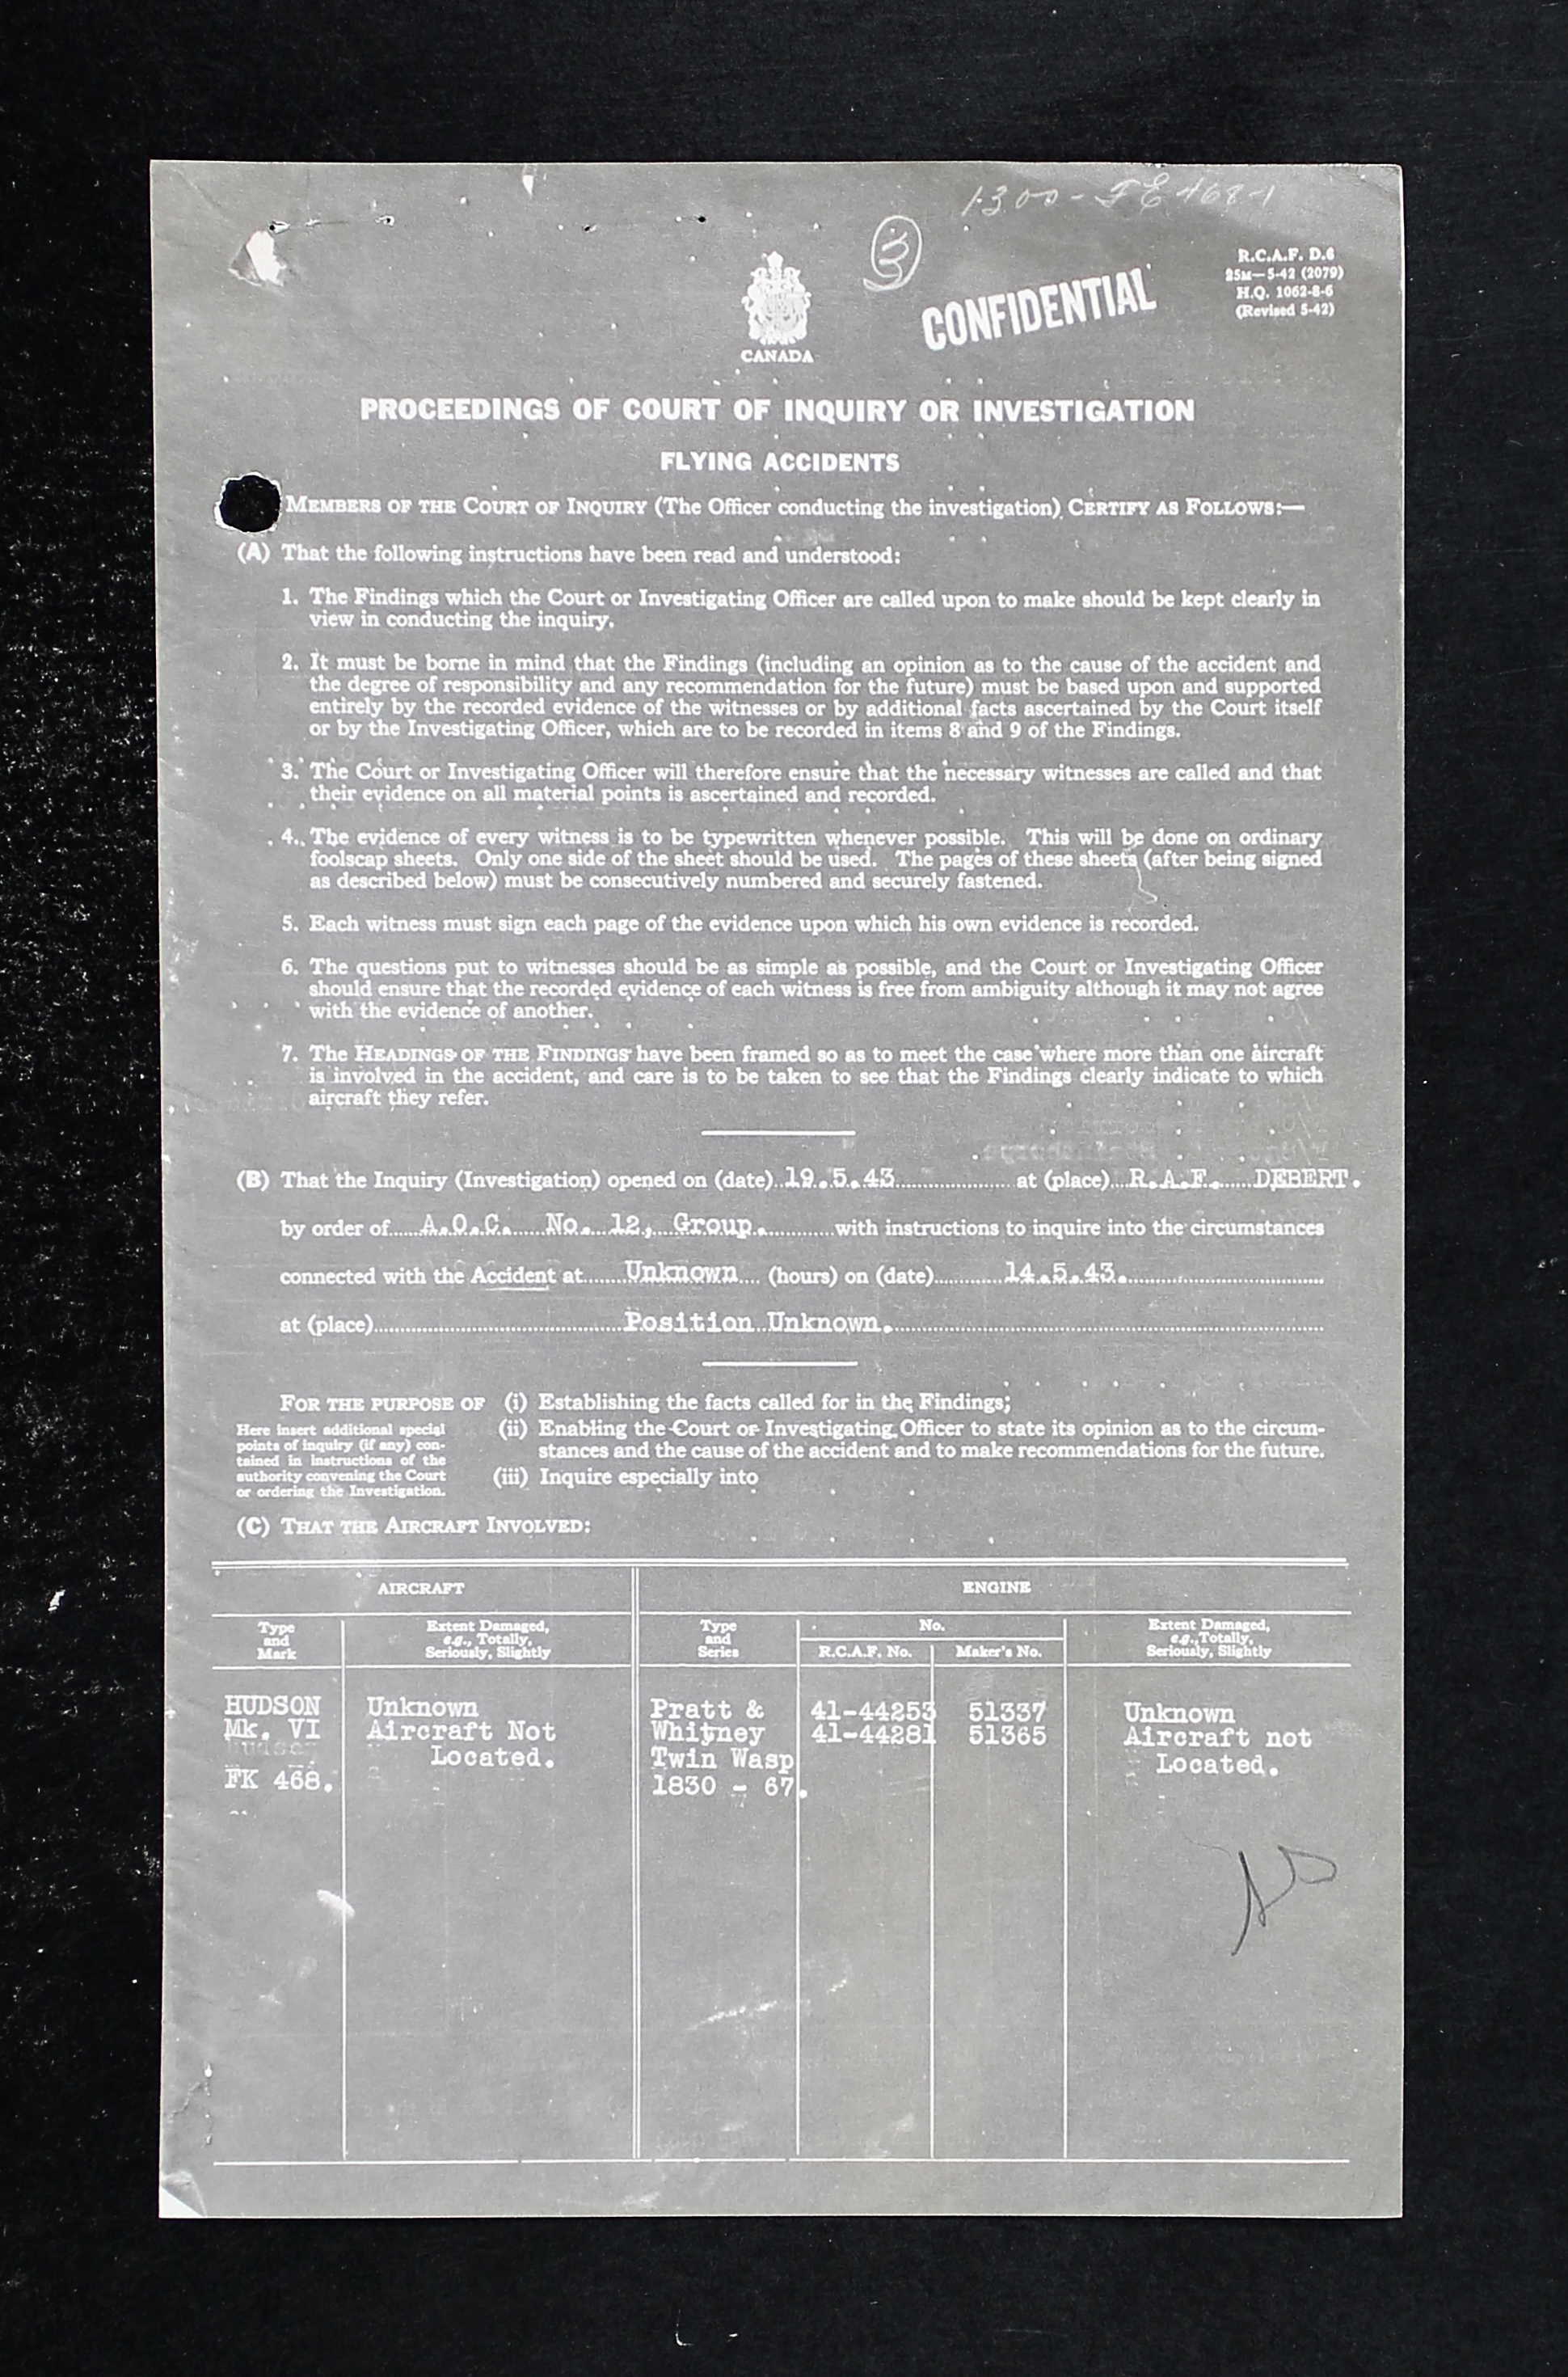 1300-FE 468-1
3
R.C.A.F. D.6
25M—5-42 (2079)
H.Q. 1062-8-6
(Revised 5-42)
CONFIDENTIAL
CANADA
PROCEEDINGS OF COURT OF INQUIRY OR INVESTIGATION
FLYING ACCIDENTS
MEMBERS OF THE COURT OF INQUIRY (The Officer conducting the investigation) CERTIFY AS FOLLOWS:—
(A) That the following instructions have been read and understood:
1. The Findings which the Court or Investigating Officer are called upon to make should be kept clearly in
view in conducting the inquiry.
2. It must be borne in mind that the Findings (including an opinion as to the cause of the accident and
the degree of responsibility and any recommendation for the future) must be based upon and supported
entirely by the recorded evidence of the witnesses or by additional facts ascertained by the Court itself
or by the Investigating Officer, which are to be recorded in items 8 and 9 of the Findings.
3. The Court or Investigating Officer will therefore ensure that the necessary witnesses are called and that
their evidence on all material points is ascertained and recorded.
4. The evidence of every witness is to be typewritten whenever possible. This will be done on ordinary
foolscap sheets. Only one side of the sheet should be used. The pages of these sheets (after being signed
as described below) must be consecutively numbered and securely fastened.
5. Each witness must sign each page of the evidence upon which his own evidence is recorded.
6. The questions put to witnesses should be as simple as possible, and the Court or Investigating Officer
should ensure that the recorded evidence of each witness is free from ambiguity although it may not agree
with the evidence of another.
7. The HEADINGS OF THE FINDINGS have been framed so as to meet the case where more than one aircraft
is involved in the accident, and care is to be taken to see that the Findings clearly indicate to which
aircraft they refer.
(B) That the Inquiry (Investigation) opened on (date) 19.5.43 at (place) R.A.F. DEBERT.
by order of A.O.C. No. 12, Group. with instructions to inquire into the circumstances
connected with the Accident at Unknown (hours) on (date) 14.5.43.
at (place) Position Unknown.
FOR THE PURPOSE OF (i) Establishing the facts called for in the Findings;
(ii) Enabling the Court or Investigating Officer to state its opinion as to the circum-
stances and the cause of the accident and to make recommendations for the future.
(iii) Inquire especially into
Here insert additional special
points of inquiry (if any) con-
tained in instructions of the
authority convening the Court
or ordering the Investigation.
(C) THAT THE AIRCRAFT INVOLVED:
AIRCRAFT ENGINE
Type and Mark
Extent Damaged, e.g., Totally, Seriously, Slightly
Type and Series
No.
R.C.A.F. No. Maker's No.
Extent Damaged, e.g., Totally, Seriously, Slightly
HUDSON Unknown Pratt & 41-44253 51337 Unknown
Mk. VI Aircraft Not Whitney 41-44281 51365 Aircraft not
Located. Twin Wasp Located.
FK 468. 1830 - 67.